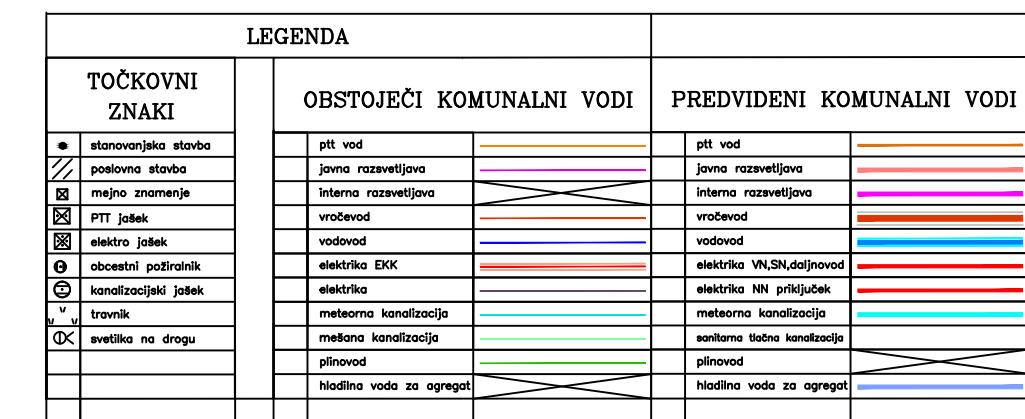 LEGENDA
TOČKOVNI
ZNAKI
OBSTOJEČI KOMUNALNI VODI
PREDVIDENI KOMUNALNI VODI
stanovanjska stavba
poslovna stavba
mejno znamenje
PTT jašek
elektro jašek
obcestni požiralnik
kanalizacijski jašek
travnik
svetilka na drogu
ptt vod
javna razsvetljava
interna razsvetljava
vročevod
vodovod
elektrika EKK
elektrika
meteorna kanalizacija
mešana kanalizacija
plinovod
hladilna voda za agregat
ptt vod
javna razsvetljava
interna razsvetljava
vročevod
vodovod
elektrika VN,SN,daljnovod
elektrika NN priključek
meteorna kanalizacija
sanitarna tlačna kanalizacija
plinovod
hladilna voda za agregat